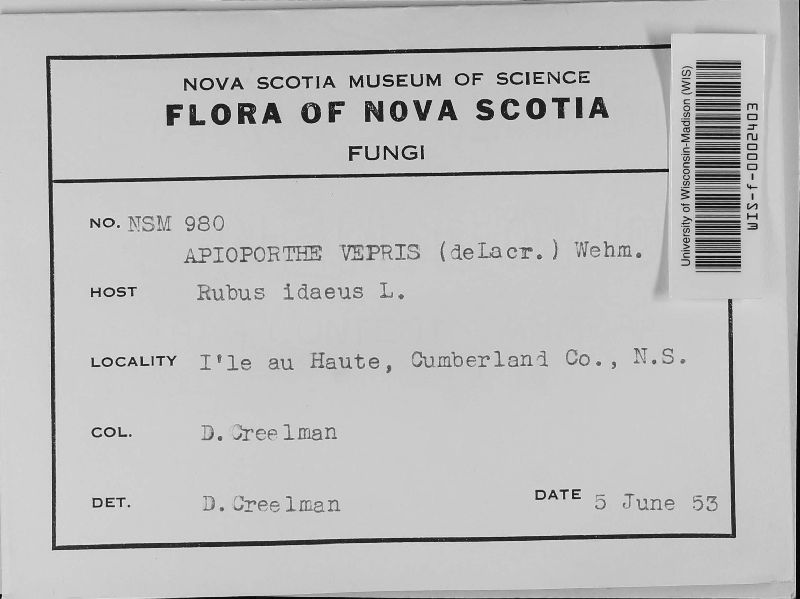 NOVA SCOTIA MUSEUM OF SCIENCE
FLORA OF NOVA SCOTIA
FUNGI
NO. NSM 980
APIOPORTHE VEPRIS (deLacr.) Wehm.
HOST Rubus idaeus L.
LOCALITY I'le au Haute, Cumberland Co., N.S.
COL. D. Creelman
DET. D. Creelman
DATE 5 June 53
University of Wisconsin-Madison (WIS)
WIS-f-0002403